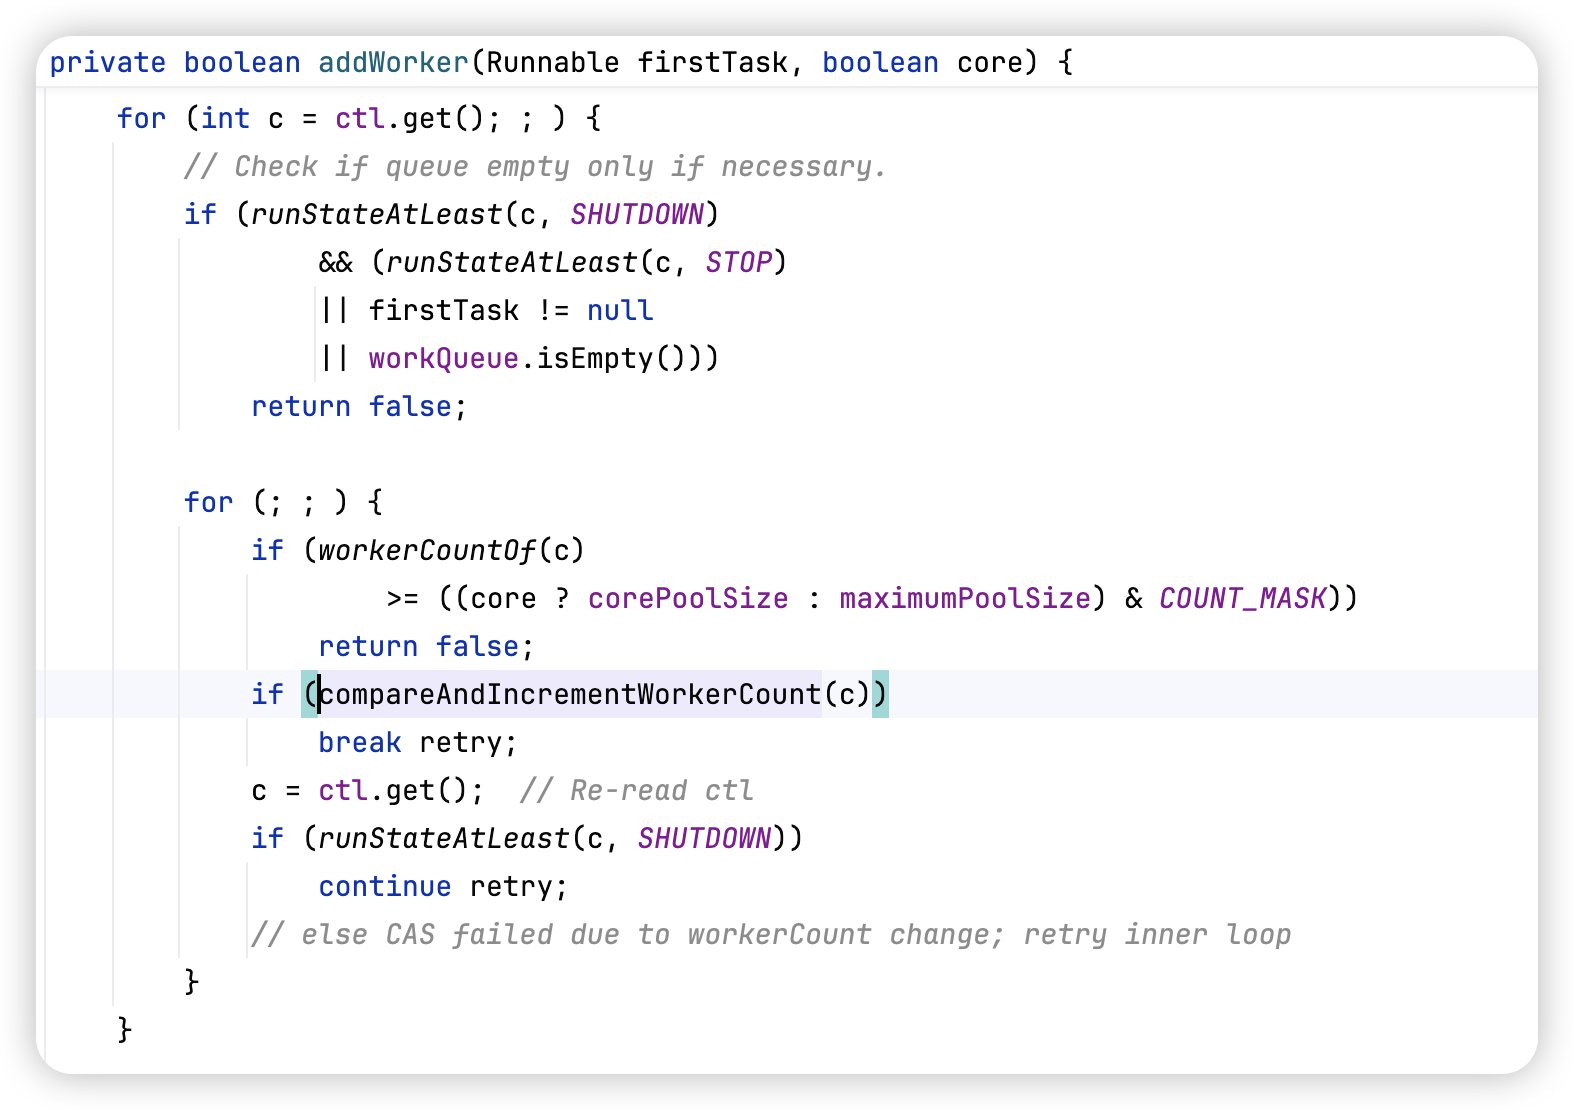 private boolean addWorker(Runnable firstTask, boolean core) {
for (int c = ctl.get(); ; ) {
// Check if queue empty only if necessary.
if (runStateAtLeast(c, SHUTDOWN)
&& (runStateAtLeast(c, STOP)
|| firstTask != null
|| workQueue.isEmpty()))
return false;
for (; ; ) {
if (workerCountOf(c)
>= ((core ? corePoolSize : maximumPoolSize) & COUNT_MASK))
return false;
if (compareAndIncrementWorkerCount(c))
break retry;
c = ctl.get();  // Re-read ctl
if (runStateAtLeast(c, SHUTDOWN))
continue retry;
// else CAS failed due to workerCount change; retry inner loop
}
}